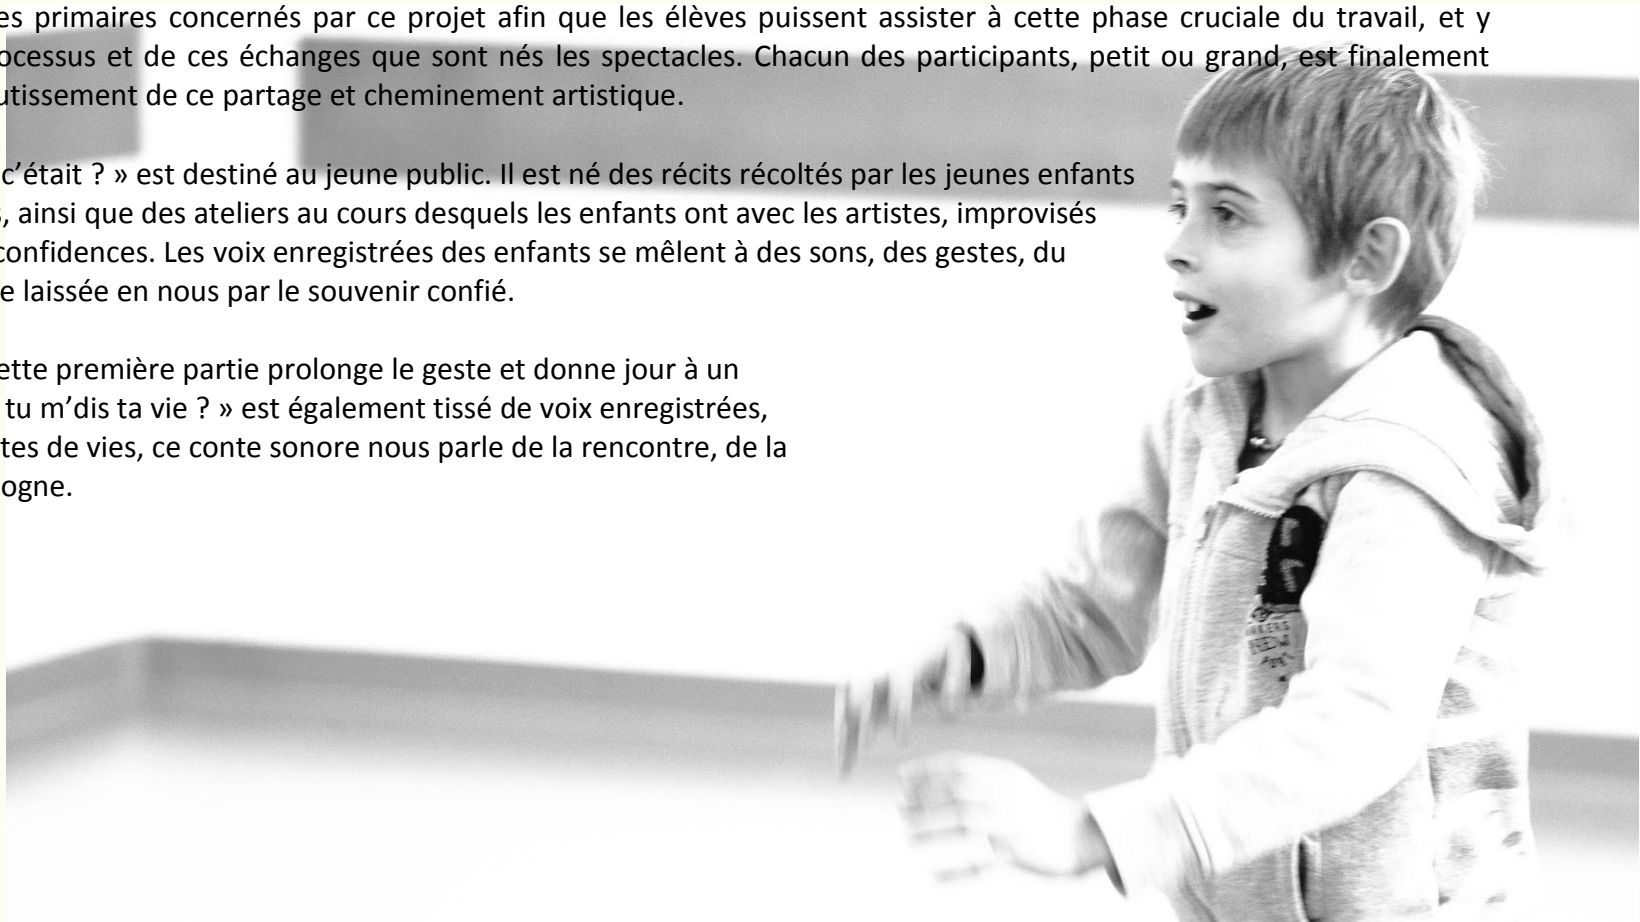 es primaires concernés par ce projet afin que les élèves puissent assister à cette phase cruciale du travail, et y
ocessus et de ces échanges que sont nés les spectacles. Chacun des participants, petit ou grand, est finalement
utissement de ce partage et cheminement artistique.
c’était ? » est destiné au jeune public. Il est né des récits récoltés par les jeunes enfants
, ainsi que des ateliers au cours desquels les enfants ont avec les artistes, improvisés
confidences. Les voix enregistrées des enfants se mêlent à des sons, des gestes, du
e laissée en nous par le souvenir confié.
ette première partie prolonge le geste et donne jour à un
tu m’dis ta vie ? » est également tissé de voix enregistrées,
tes de vies, ce conte sonore nous parle de la rencontre, de la
ogne.